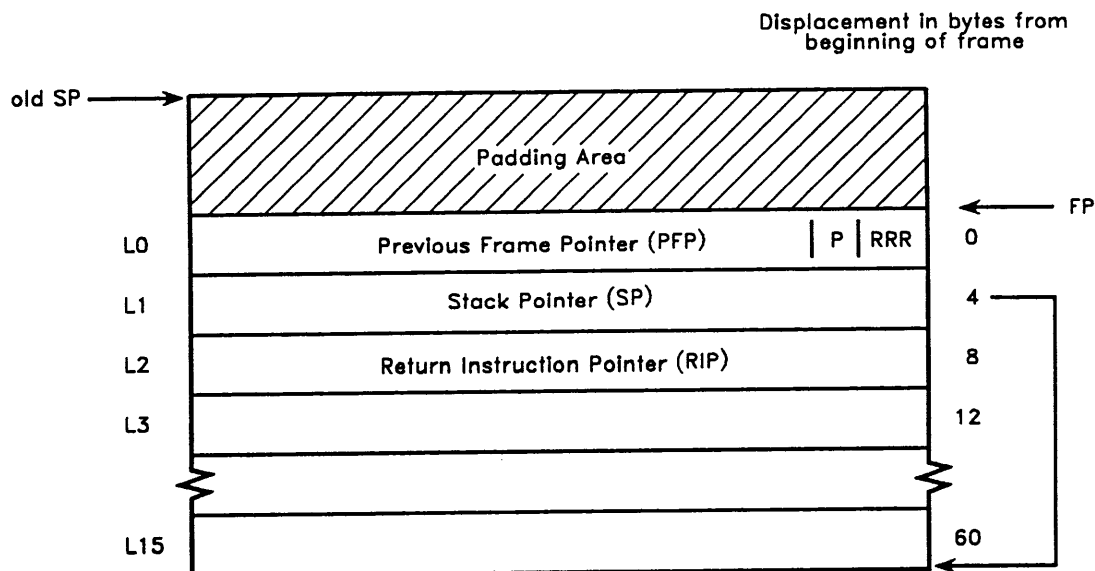 Displacement in bytes from
beginning of frame
old SP
Padding Area
FP
L0 Previous Frame Pointer (PFP) P RRR 0
L1 Stack Pointer (SP) 4
L2 Return Instruction Pointer (RIP) 8
L3 12
L15 60